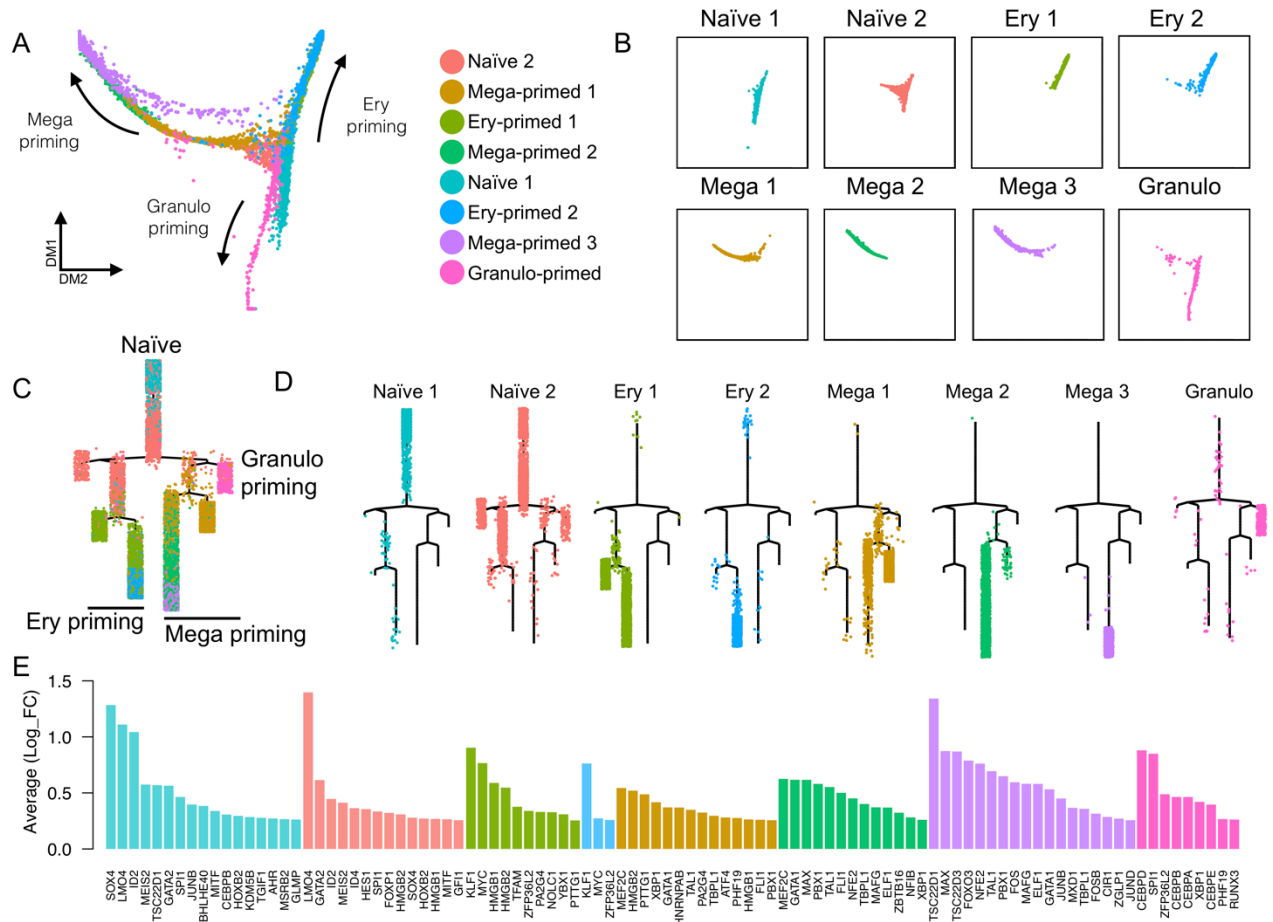 A
Mega
priming
Ery
priming
Granulo
priming
DM1
DM2
Naïve 2
Mega-primed 1
Ery-primed 1
Mega-primed 2
Naïve 1
Ery-primed 2
Mega-primed 3
Granulo-primed
B
Naïve 1
Naïve 2
Ery 1
Ery 2
Mega 1
Mega 2
Mega 3
Granulo
C
Naïve
Granulo
priming
Ery priming
Mega priming
D
Naïve 1
Naïve 2
Ery 1
Ery 2
Mega 1
Mega 2
Mega 3
Granulo
E
Average (Log_FC)
1.5
1.0
0.5
0.0
SOX4
LMO4
ID2
MEIS2
TSC22D1
GATA2
SPI1
JUNB
BHLHE40
MITF
CEBPB
HOXB2
KDM5B
TGIF1
AHR
MSRB2
GLMP
LMO4
GATA2
ID2
MEIS2
ID4
HES1
SPI1
FOXP1
HMGB2
SOX4
HOXB2
HMGB1
MITF
GFI1
KLF1
MYC
HMGB1
HMGB2
TFAM
ZFP36L2
PA2G4
NOLC1
YBX1
PTTG1
KLF1
MYC
ZFP36L2
MEF2C
HMGB2
PTTG1
XBP1
GATA1
HNRNPAB
TAL1
PA2G4
TBPL1
ATF4
PHF19
HMGB1
FLI1
PBX1
MEF2C
GATA1
MAX
PBX1
TAL1
FLI1
NFE2
TBPL1
MAFG
ELF1
ZBTB16
NFIB
XBP1
TSC22D1
MAX
TSC22D3
FOXO3
NFE2
TAL1
PBX1
FOS
MAFG
ELF1
GATA1
JUNB
MXD1
TBPL1
FOSB
CIR1
ZGLP1
JUND
CEBPD
SPI1
ZFP36L2
CEBPB
CEBPA
XBP1
CEBPE
PHF19
RUNX3